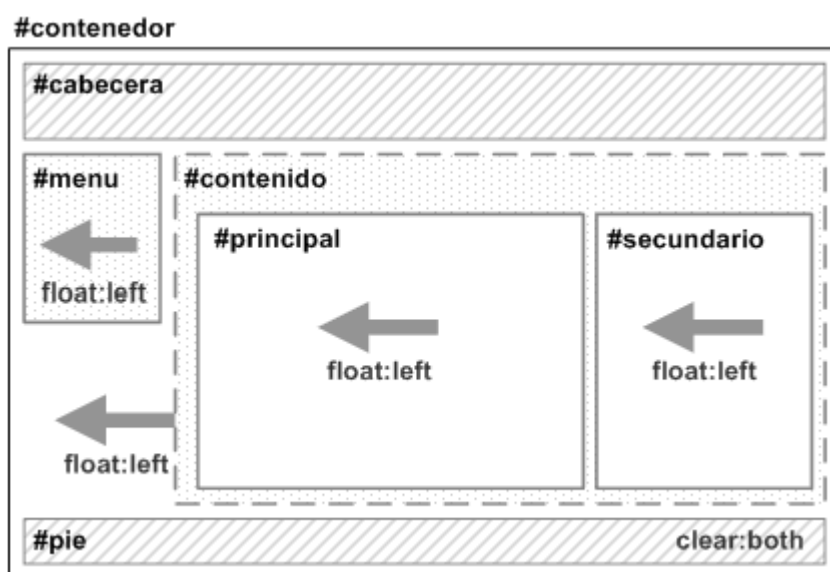 #contenedor
#cabecera
#menu
float:left
#contenido
#principal
float:left
#secundario
float:left
float:left
#pie
clear:both